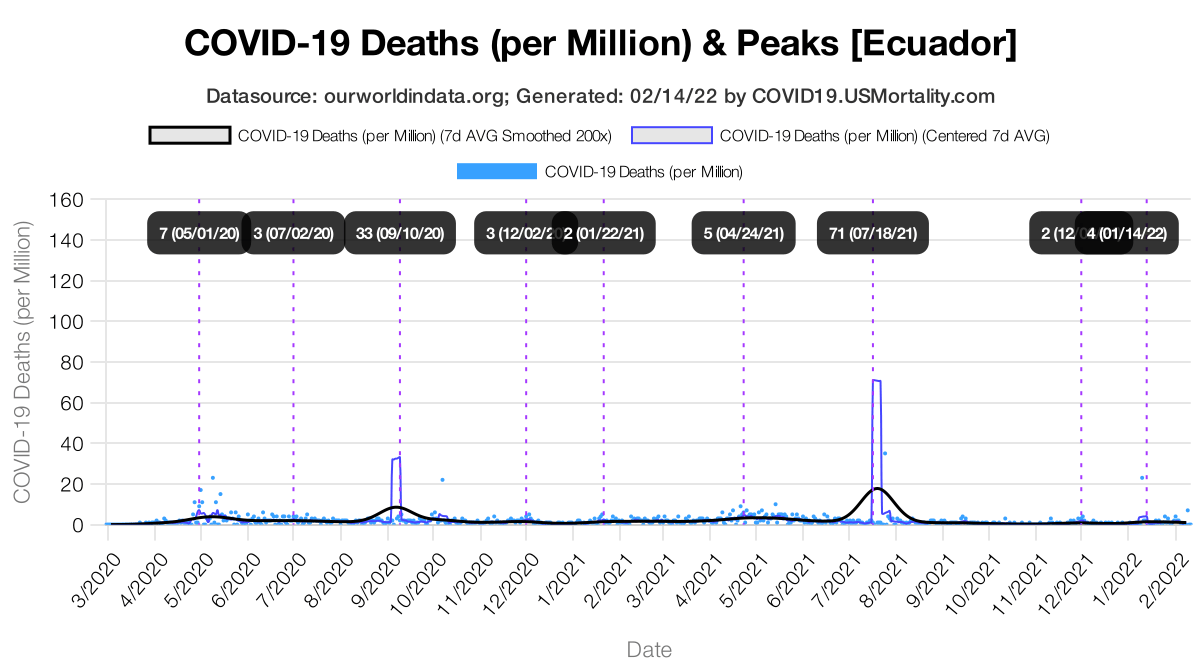 COVID-19 Deaths (per Million) & Peaks [Ecuador]
Datasource: ourworldindata.org; Generated: 02/14/22 by COVID19.USMortality.com
COVID-19 Deaths (per Million) (7d AVG Smoothed 200x) COVID-19 Deaths (per Million) (Centered 7d AVG)
COVID-19 Deaths (per Million)
COVID-19 Deaths (per Million)
160
7 (05/01/20) 3 (07/02/20) 33 (09/10/20) 3 (12/02/20 2 (01/22/21) 5 (04/24/21) 71 (07/18/21) 2 (12/ 4 (01/14/22)
140
120
100
80
60
40
20
0
3/2020 4/2020 5/2020 6/2020 7/2020 8/2020 9/2020 10/2020 11/2020 12/2020 1/2021 2/2021 3/2021 4/2021 5/2021 6/2021 7/2021 8/2021 9/2021 10/2021 11/2021 12/2021 1/2022 2/2022
Date